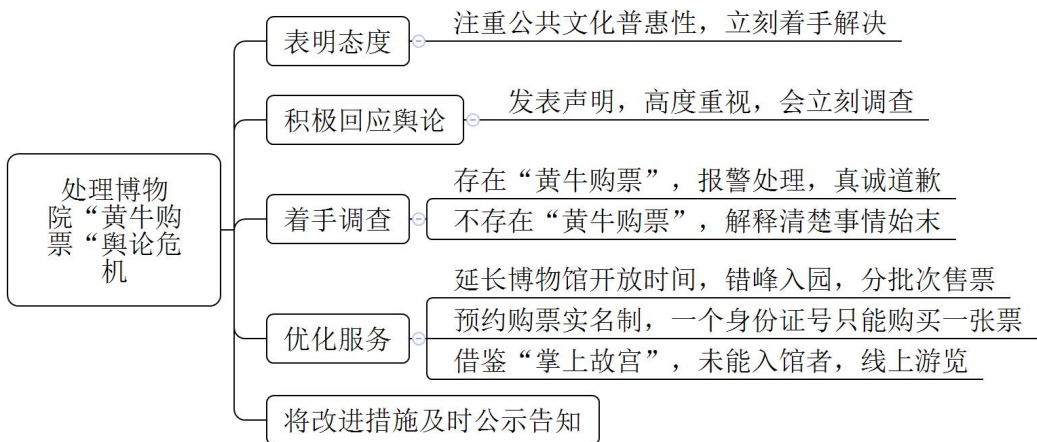 处理博物
院“黄牛购
票“舆论危
机
表明态度
注重公共文化普惠性，立刻着手解决
积极回应舆论
发表声明，高度重视，会立刻调查
着手调查
存在“黄牛购票”，报警处理，真诚道歉
不存在“黄牛购票”，解释清楚事情始末
优化服务
延长博物馆开放时间，错峰入园，分批次售票
预约购票实名制，一个身份证号只能购买一张票
借鉴“掌上故宫”，未能入馆者，线上游览
将改进措施及时公示告知